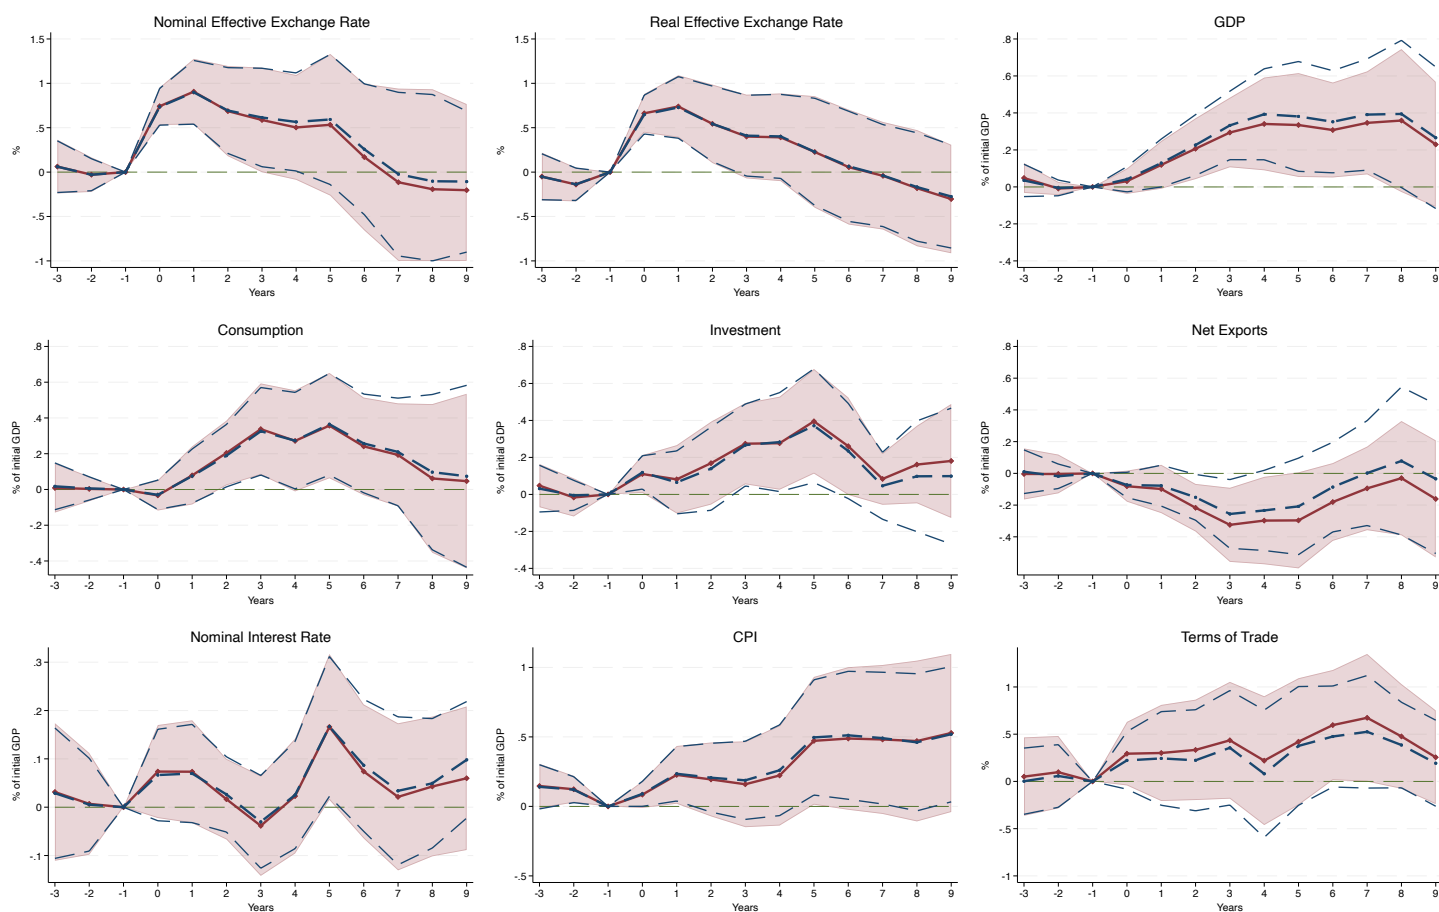 Nominal Effective Exchange Rate
1.5
1
.5
0
-.5
-1
%
-3 -2 -1 0 1 2 3 4 5 6 7 8 9
Years
Real Effective Exchange Rate
1.5
1
.5
0
-.5
-1
%
-3 -2 -1 0 1 2 3 4 5 6 7 8 9
Years
GDP
.8
.6
.4
.2
0
-.2
-.4
% of initial GDP
-3 -2 -1 0 1 2 3 4 5 6 7 8 9
Years
Consumption
.8
.6
.4
.2
0
-.2
-.4
% of initial GDP
-3 -2 -1 0 1 2 3 4 5 6 7 8 9
Years
Investment
.8
.6
.4
.2
0
-.2
-.4
% of initial GDP
-3 -2 -1 0 1 2 3 4 5 6 7 8 9
Years
Net Exports
.8
.6
.4
.2
0
-.2
-.4
% of initial GDP
-3 -2 -1 0 1 2 3 4 5 6 7 8 9
Years
Nominal Interest Rate
.3
.2
.1
0
-.1
% of initial GDP
-3 -2 -1 0 1 2 3 4 5 6 7 8 9
Years
CPI
1
.5
0
-.5
% of initial GDP
-3 -2 -1 0 1 2 3 4 5 6 7 8 9
Years
Terms of Trade
1
.5
0
-.5
-1
%
-3 -2 -1 0 1 2 3 4 5 6 7 8 9
Years